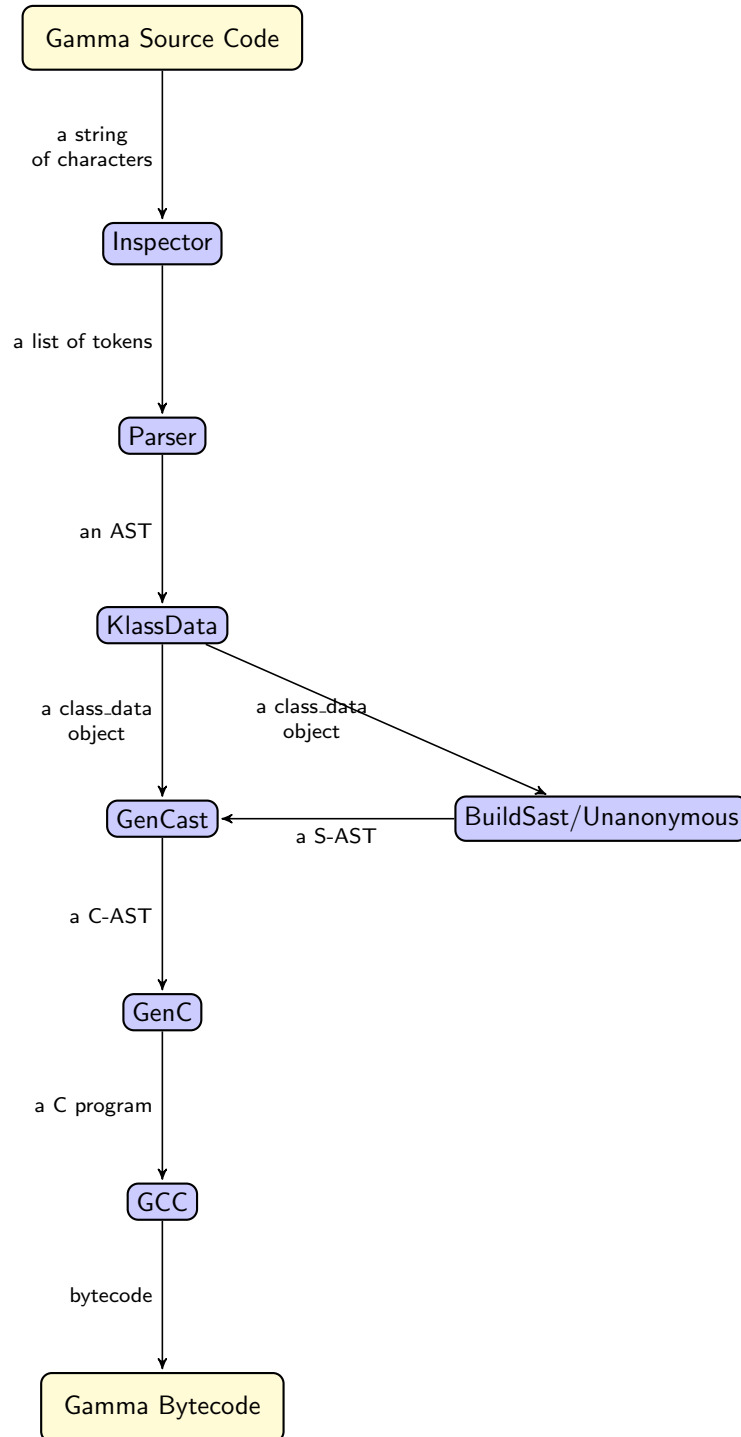 Gamma Source Code
a string
of characters
Inspector
a list of tokens
Parser
an AST
KlassData
a class_data
object
a class_data
object
GenCast
a S-AST
BuildSast/Unanonymous
a C-AST
GenC
a C program
GCC
bytecode
Gamma Bytecode